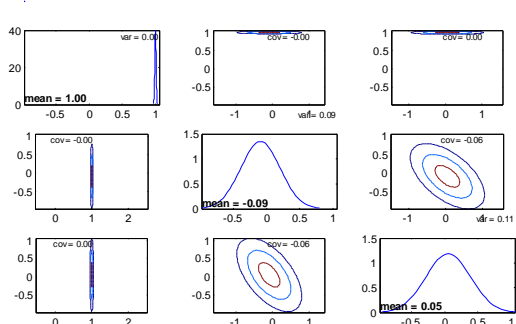 40
20
0
var = 0.00
mean = 1.00
-0.5 0 0.5 1
1
0.5
0
-0.5
cov = -0.00
-1 0 1
var = 0.09
1
0.5
0
-0.5
cov = 0.00
-1 0 1
1
0.5
0
-0.5
cov = -0.00
0 1 2
1.5
1
0.5
0
mean = -0.09
-0.5 0 0.5 1
1
0.5
0
-0.5
cov = -0.06
-1 0 1
var = 0.11
1
0.5
0
-0.5
cov = 0.00
0 1 2
1
0.5
0
-0.5
cov = -0.06
-1 0 1
1.5
1
0.5
0
mean = 0.05
-0.5 0 0.5 1